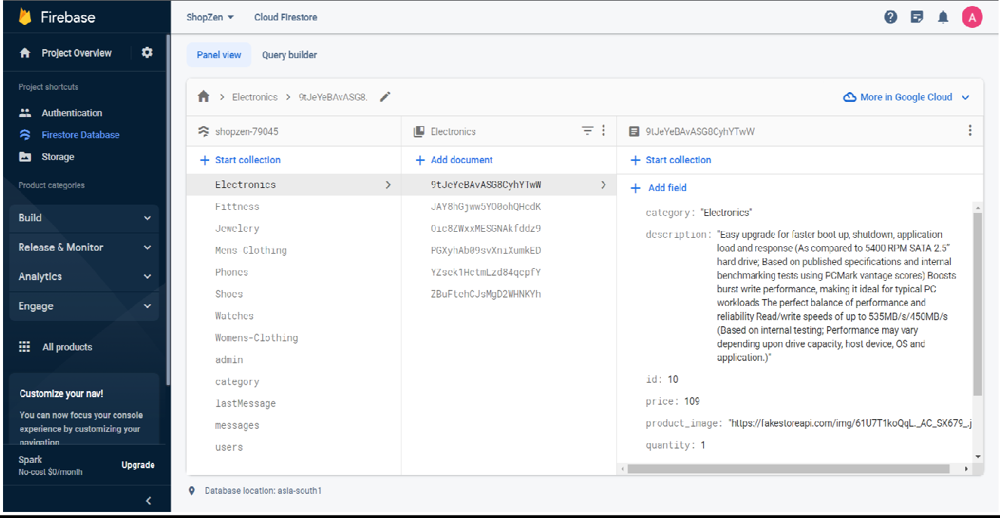 Firebase
ShopZen
Cloud Firestore
A
Project Overview
Panel view
Query builder
Project shortcuts
Authentication
Firestore Database
Storage
Product categories
Build
Release & Monitor
Analytics
Engage
All products
Customize your nav!
You can now focus your console
experience by customizing your
navigation
Spark
No-cost $0/month
Upgrade
Electronics
9tJeYeBAvASG8.
More in Google Cloud
shopzen-79045
Start collection
Electronics
Fittness
Jewelery
Mens-Clothing
Phones
Shoes
Watches
Womens-Clothing
admin
category
lastMessage
messages
users
Electronics
Add document
9tJeYeBAvASG8CyhYTwW
JAY8hGjww5YO0ohQHcdK
Oic8ZWxxMESGNAkfddz9
PGXyhAb09svXniXumkED
YZsek1HctmLzd84qcpfY
ZBuFtehCJsMgD2WHNKYh
9tJeYeBAvASG8CyhYTwW
Start collection
Add field
category: "Electronics"
description: "Easy upgrade for faster boot up, shutdown, application
load and response (As compared to 5400 RPM SATA 2.5”
hard drive; Based on published specifications and internal
benchmarking tests using PCMark vantage scores) Boosts
burst write performance, making it ideal for typical PC
workloads The perfect balance of performance and
reliability Read/write speeds of up to 535MB/s/450MB/s
(Based on internal testing; Performance may vary
depending upon drive capacity, host device, OS and
application.)"
id: 10
price: 109
product_image: "https://fakestoreapi.com/img/61U7T1koQqL._AC_SX679_.j
quantity: 1
Database location: asia-south1